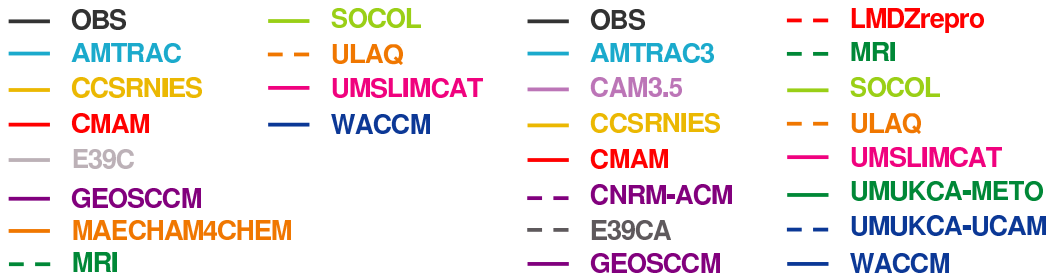 OBS
AMTRAC
CCSRNIES
CMAM
E39C
GEOSCCM
MAECHAM4CHEM
MRI
SOCOL
ULAQ
UMSLIMCAT
WACCM
OBS
AMTRAC3
CAM3.5
CCSRNIES
CMAM
CNRM-ACM
E39CA
GEOSCCM
LMDZrepro
MRI
SOCOL
ULAQ
UMSLIMCAT
UMUKCA-METO
UMUKCA-UCAM
WACCM